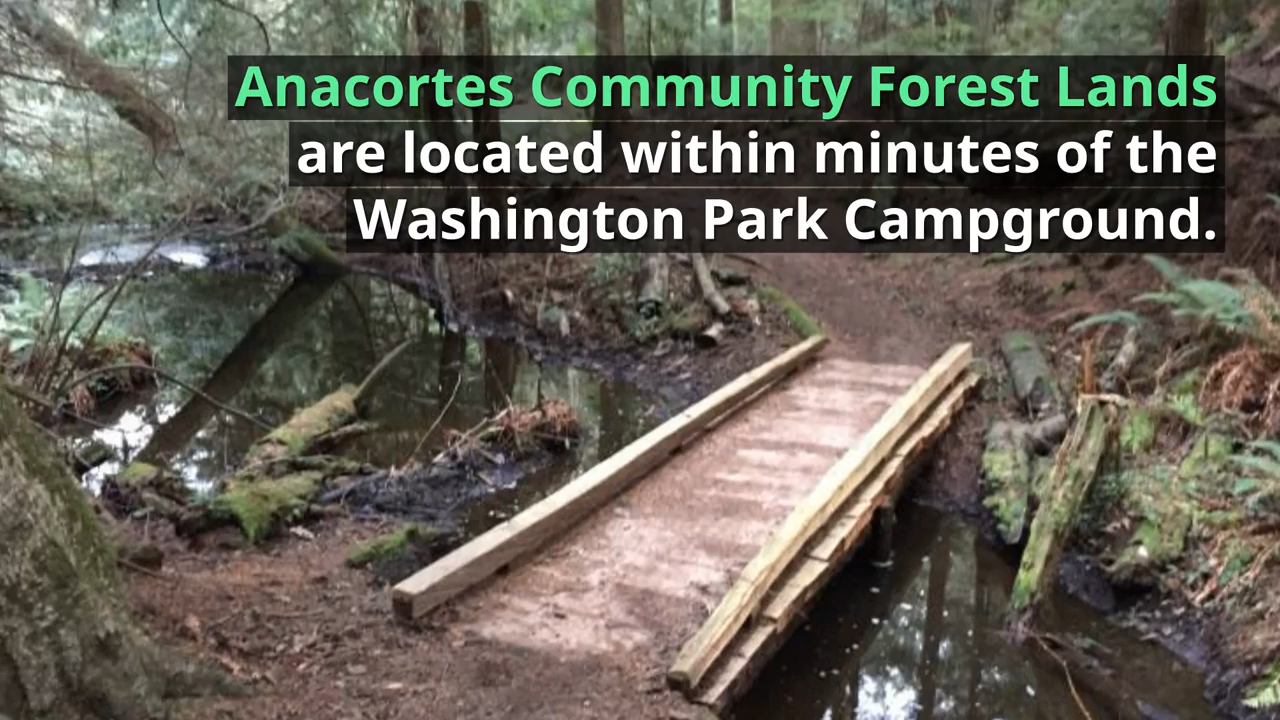 Anacortes Community Forest Lands
are located within minutes of the
Washington Park Campground.